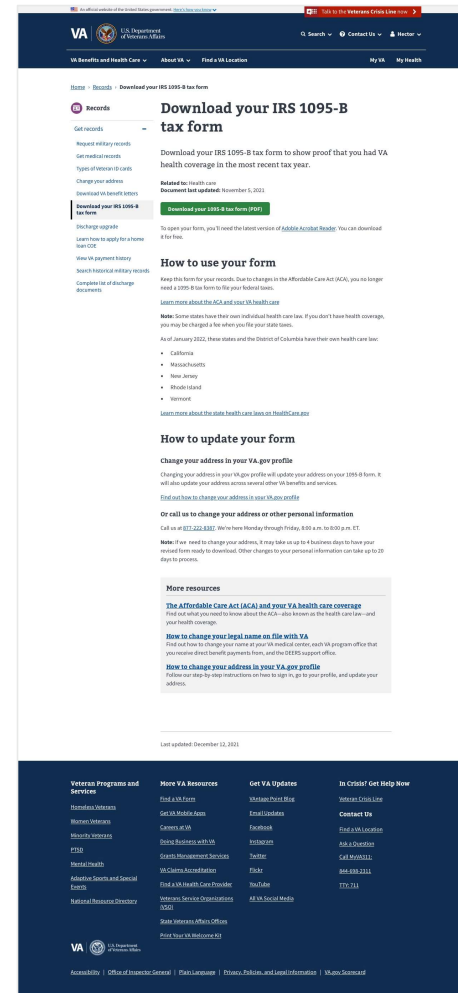 An official website of the United States government. Here's how you know
Talk to the Veterans Crisis Line now
VA
U.S. Department
of Veterans Affairs
Search
Contact Us
Hector
VA Benefits and Health Care
About VA
Find a VA Location
My VA
My Health
Home › Records › Download your IRS 1095-B tax form
Records
Get records
Request military records
Get medical records
Types of Veteran ID cards
Change your address
Download VA benefit letters
Download your IRS 1095-B
tax form
Discharge upgrade
Learn how to apply for a home
loan COE
View VA payment history
Search historical military records
Complete list of discharge
documents
Download your IRS 1095-B
tax form
Download your IRS 1095-B tax form to show proof that you had VA
health coverage in the most recent tax year.
Related to: Health care
Document last updated: November 5, 2021
Download your 1095-B tax form (PDF)
To open your form, you'll need the latest version of Adoble Acrobat Reader. You can download
it for free.
How to use your form
Keep this form for your records. Due to changes in the Affordable Care Act (ACA), you no longer
need a 1095-B tax form to file your federal taxes.
Learn more about the ACA and your VA health care
Note: Some states have their own individual health care law. If you don't have health coverage,
you may be charged a fee when you file your state taxes.
As of January 2022, these states and the District of Columbia have their own health care law:
• California
• Massachusetts
• New Jersey
• Rhode Island
• Vermont
Learn more about the state health care laws on HealthCare.gov
How to update your form
Change your address in your VA.gov profile
Changing your address in your VA.gov profile will update your address on your 1095-B form. It
will also update your address across several other VA benefits and services.
Find out how to change your address in your VA.gov profile
Or call us to change your address or other personal information
Call us at 877-222-8387. We're here Monday through Friday, 8:00 a.m. to 8:00 p.m. ET.
Note: If we need to change your address, it may take us up to 4 business days to have your
revised form ready to download. Other changes to your personal information can take up to 20
days to process.
More resources
The Affordable Care Act (ACA) and your VA health care coverage
Find out what you need to know about the ACA—also known as the health care law—and
your health coverage.
How to change your legal name on file with VA
Find out how to change your name at your VA medical center, each VA program office that
you receive direct benefit payments from, and the DEERS support office.
How to change your address in your VA.gov profile
Follow our step-by-step instructions on hwo to sign in, go to your profile, and update your
address.
Last updated: December 12, 2021
Veteran Programs and
Services
Homeless Veterans
Women Veterans
Minority Veterans
PTSD
Mental Health
Adaptive Sports and Special
Events
National Resource Directory
More VA Resources
Find a VA Form
Get VA Mobile Apps
Careers at VA
Doing Business with VA
Grants Management Services
VA Claims Accreditation
Find a VA Health Care Provider
Veterans Service Organizations
(VSO)
State Veterans Affairs Offices
Print Your VA Welcome Kit
Get VA Updates
VAntage Point Blog
Email Updates
Facebook
Instagram
Twitter
Flickr
YouTube
All VA Social Media
In Crisis? Get Help
Now
Veteran Crisis Line
Contact Us
Find a VA Location
Ask a Question
Call MyVA311:
844-698-2311
TTY: 711
VA
U.S. Department
of Veterans Affairs
Accessibility | Office of Inspector General | Plain Language | Privacy, Policies, and Legal Information | VA.gov Scorecard